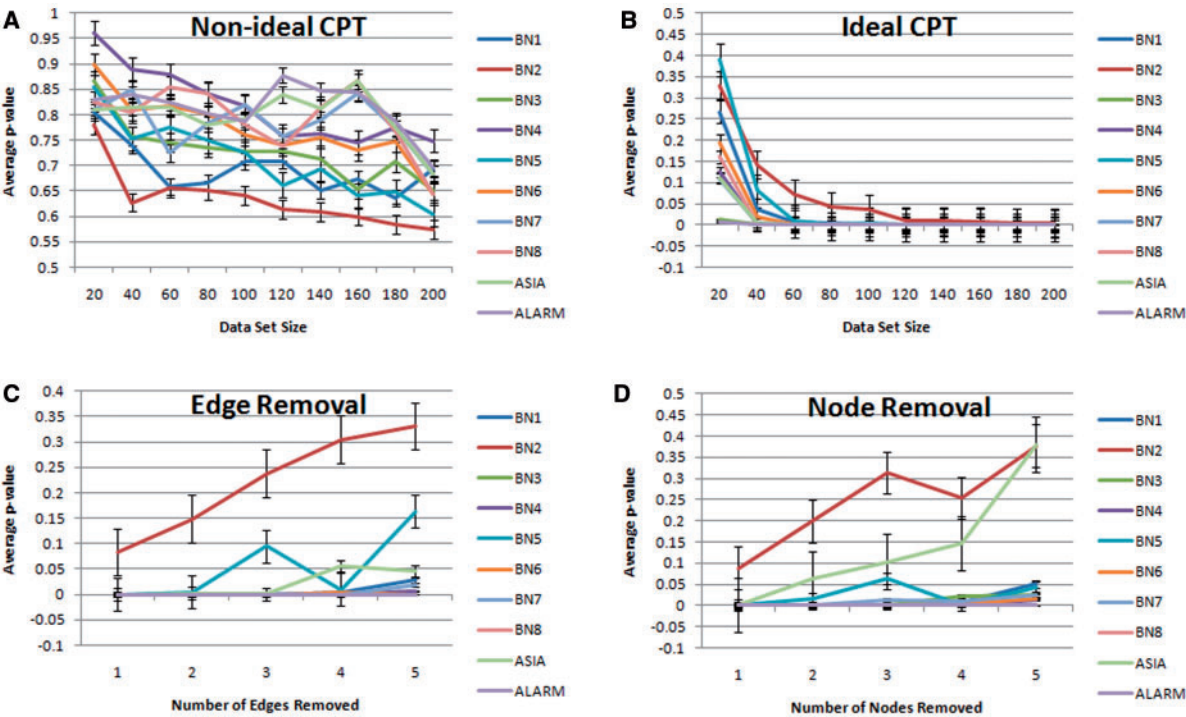 A
Non-ideal CPT
1
0.95
0.9
0.85
0.8
0.75
0.7
0.65
0.6
0.55
0.5
Average p-value
20 40 60 80 100 120 140 160 180 200
Data Set Size
BN1
BN2
BN3
BN4
BN5
BN6
BN7
BN8
ASIA
ALARM
B
Ideal CPT
0.5
0.45
0.4
0.35
0.3
0.25
0.2
0.15
0.1
0.05
0
-0.05
-0.1
Average p-value
20 40 60 80 100 120 140 160 180 200
Data Set Size
BN1
BN2
BN3
BN4
BN5
BN6
BN7
BN8
ASIA
ALARM
C
Edge Removal
0.4
0.35
0.3
0.25
0.2
0.15
0.1
0.05
0
-0.05
-0.1
Average p-value
1 2 3 4 5
Number of Edges Removed
BN1
BN2
BN3
BN4
BN5
BN6
BN7
BN8
ASIA
ALARM
D
Node Removal
0.5
0.45
0.4
0.35
0.3
0.25
0.2
0.15
0.1
0.05
0
-0.05
-0.1
Average p-value
1 2 3 4 5
Number of Nodes Removed
BN1
BN2
BN3
BN4
BN5
BN6
BN7
BN8
ASIA
ALARM